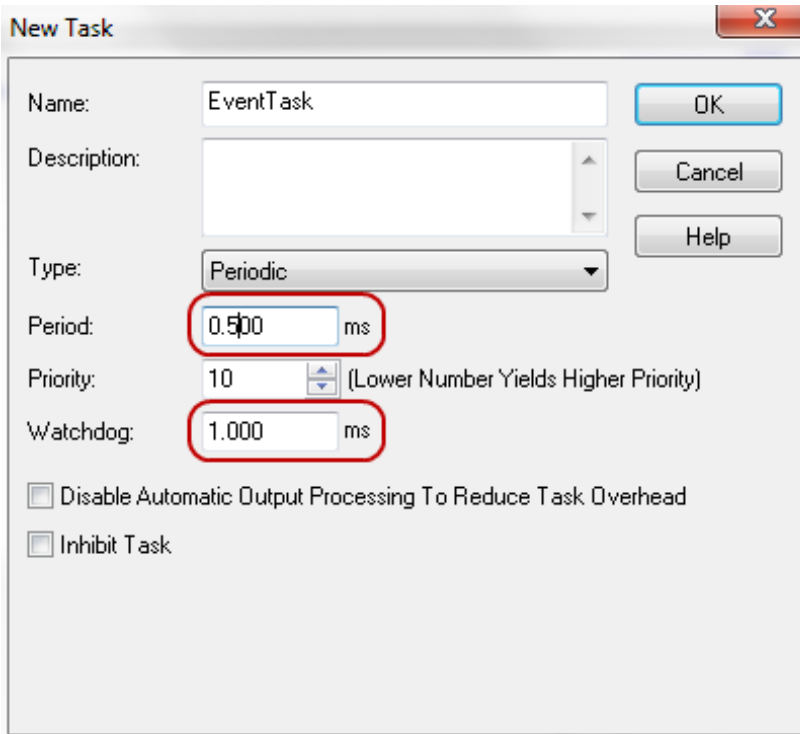 New Task
Name: EventTask OK
Description: Cancel
Help
Type: Periodic
Period: 0.500 ms
Priority: 10 (Lower Number Yields Higher Priority)
Watchdog: 1.000 ms
Disable Automatic Output Processing To Reduce Task Overhead
Inhibit Task